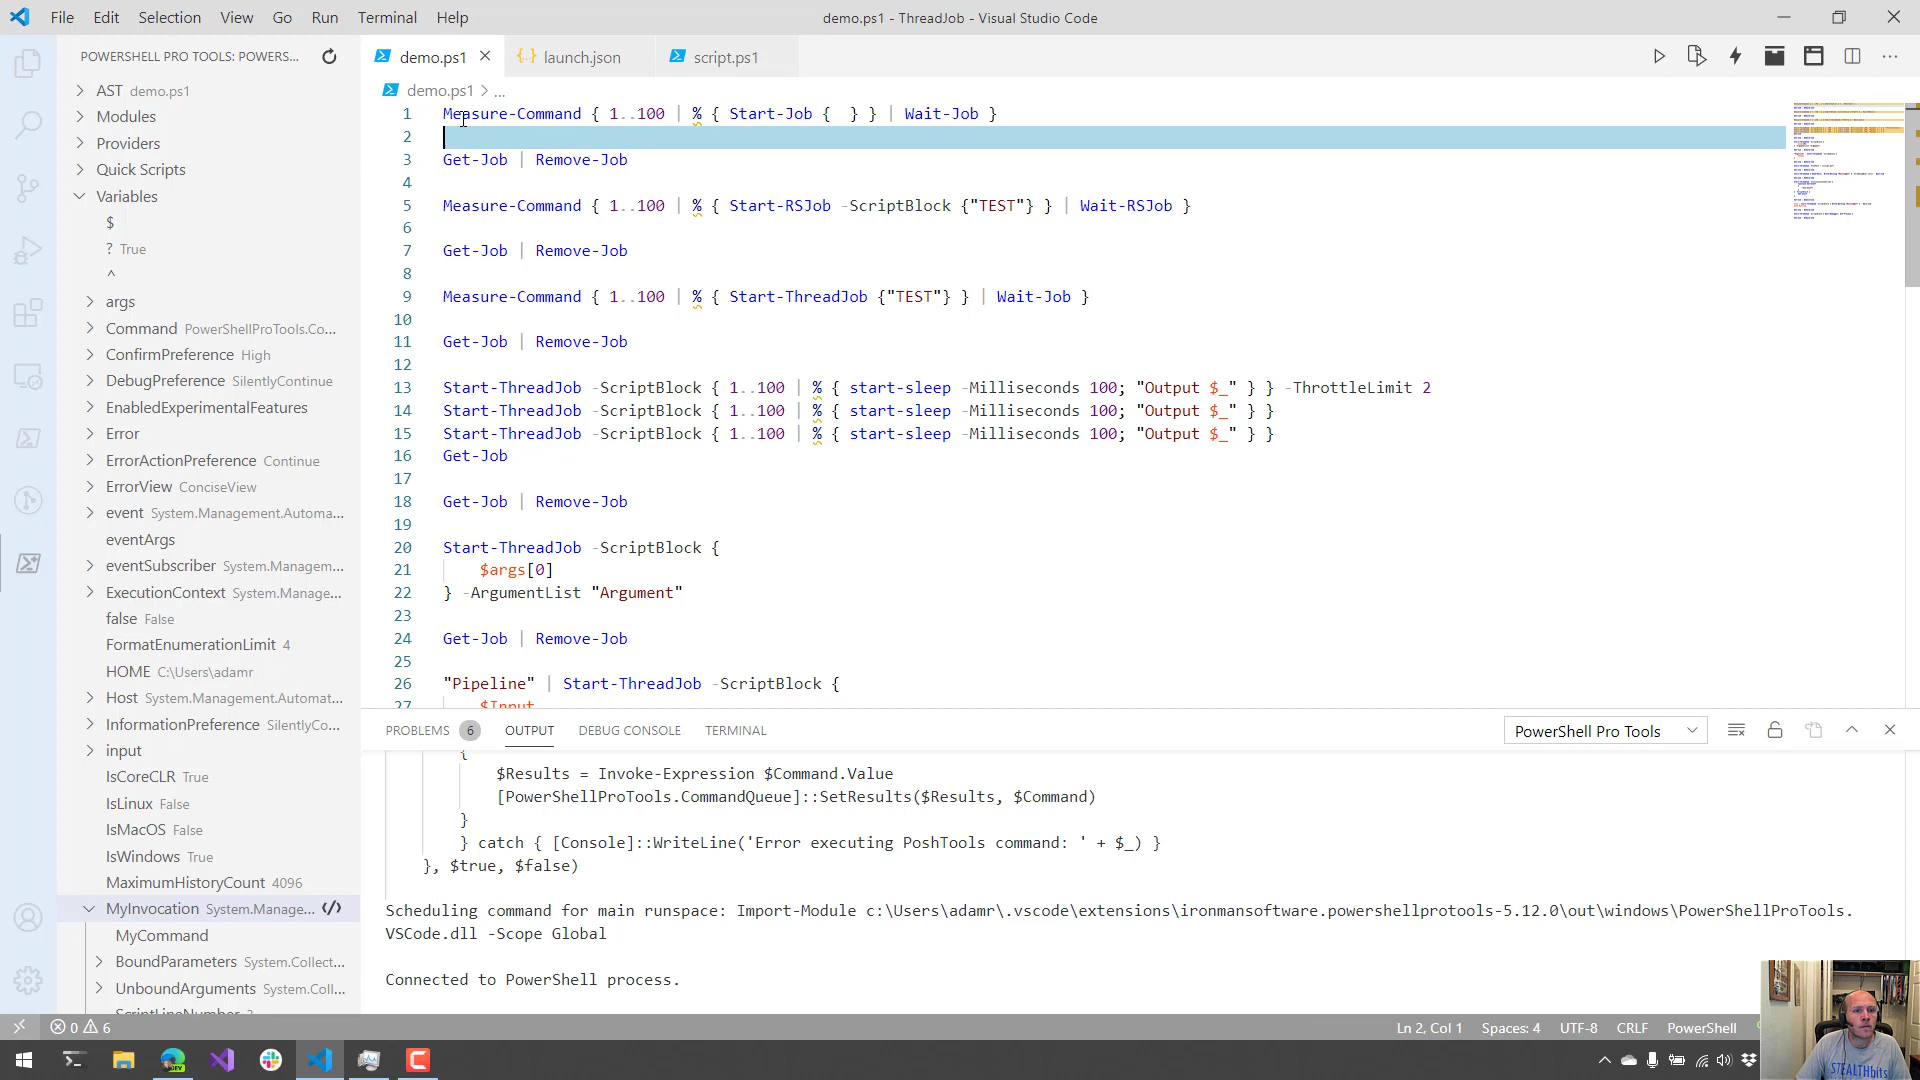 File Edit Selection View Go Run Terminal Help
demo.ps1 - ThreadJob - Visual Studio Code
POWERSHELL PRO TOOLS: POWERS...
AST demo.ps1
Modules
Providers
Quick Scripts
Variables
$
? True
^
args
Command PowerShellProTools.Co...
ConfirmPreference High
DebugPreference SilentlyContinue
EnabledExperimentalFeatures
Error
ErrorActionPreference Continue
ErrorView ConciseView
event System.Management.Automa...
eventArgs
eventSubscriber System.Managem...
ExecutionContext System.Manage...
false False
FormatEnumerationLimit 4
HOME C:\Users\adamr
Host System.Management.Automat...
InformationPreference SilentlyCo...
input
IsCoreCLR True
IsLinux False
IsMacOS False
IsWindows True
MaximumHistoryCount 4096
MyInvocation System.Manage...
MyCommand
BoundParameters System.Collect...
UnboundArguments System.Coll...
ScriptLineNumber 2
demo.ps1 launch.json script.ps1
demo.ps1 > ...
1 Measure-Command { 1..100 | % { Start-Job {  } } | Wait-Job }
2
3 Get-Job | Remove-Job
4
5 Measure-Command { 1..100 | % { Start-RSJob -ScriptBlock {"TEST"} } | Wait-RSJob }
6
7 Get-Job | Remove-Job
8
9 Measure-Command { 1..100 | % { Start-ThreadJob {"TEST"} } | Wait-Job }
10
11 Get-Job | Remove-Job
12
13 Start-ThreadJob -ScriptBlock { 1..100 | % { start-sleep -Milliseconds 100; "Output $_" } } -ThrottleLimit 2
14 Start-ThreadJob -ScriptBlock { 1..100 | % { start-sleep -Milliseconds 100; "Output $_" } }
15 Start-ThreadJob -ScriptBlock { 1..100 | % { start-sleep -Milliseconds 100; "Output $_" } }
16 Get-Job
17
18 Get-Job | Remove-Job
19
20 Start-ThreadJob -ScriptBlock {
21 $args[0]
22 } -ArgumentList "Argument"
23
24 Get-Job | Remove-Job
25
26 "Pipeline" | Start-ThreadJob -ScriptBlock {
27 $Input
PROBLEMS 6 OUTPUT DEBUG CONSOLE TERMINAL
PowerShell Pro Tools
{
$Results = Invoke-Expression $Command.Value
[PowerShellProTools.CommandQueue]::SetResults($Results, $Command)
}
} catch { [Console]::WriteLine('Error executing PoshTools command: ' + $_) }
}, $true, $false)
Scheduling command for main runspace: Import-Module c:\Users\adamr\.vscode\extensions\ironmansoftware.powershellprotools-5.12.0\out\windows\PowerShellProTools.
VSCode.dll -Scope Global
Connected to PowerShell process.
0 6
Ln 2, Col 1 Spaces: 4 UTF-8 CRLF PowerShell
DEV
STEALTHbits